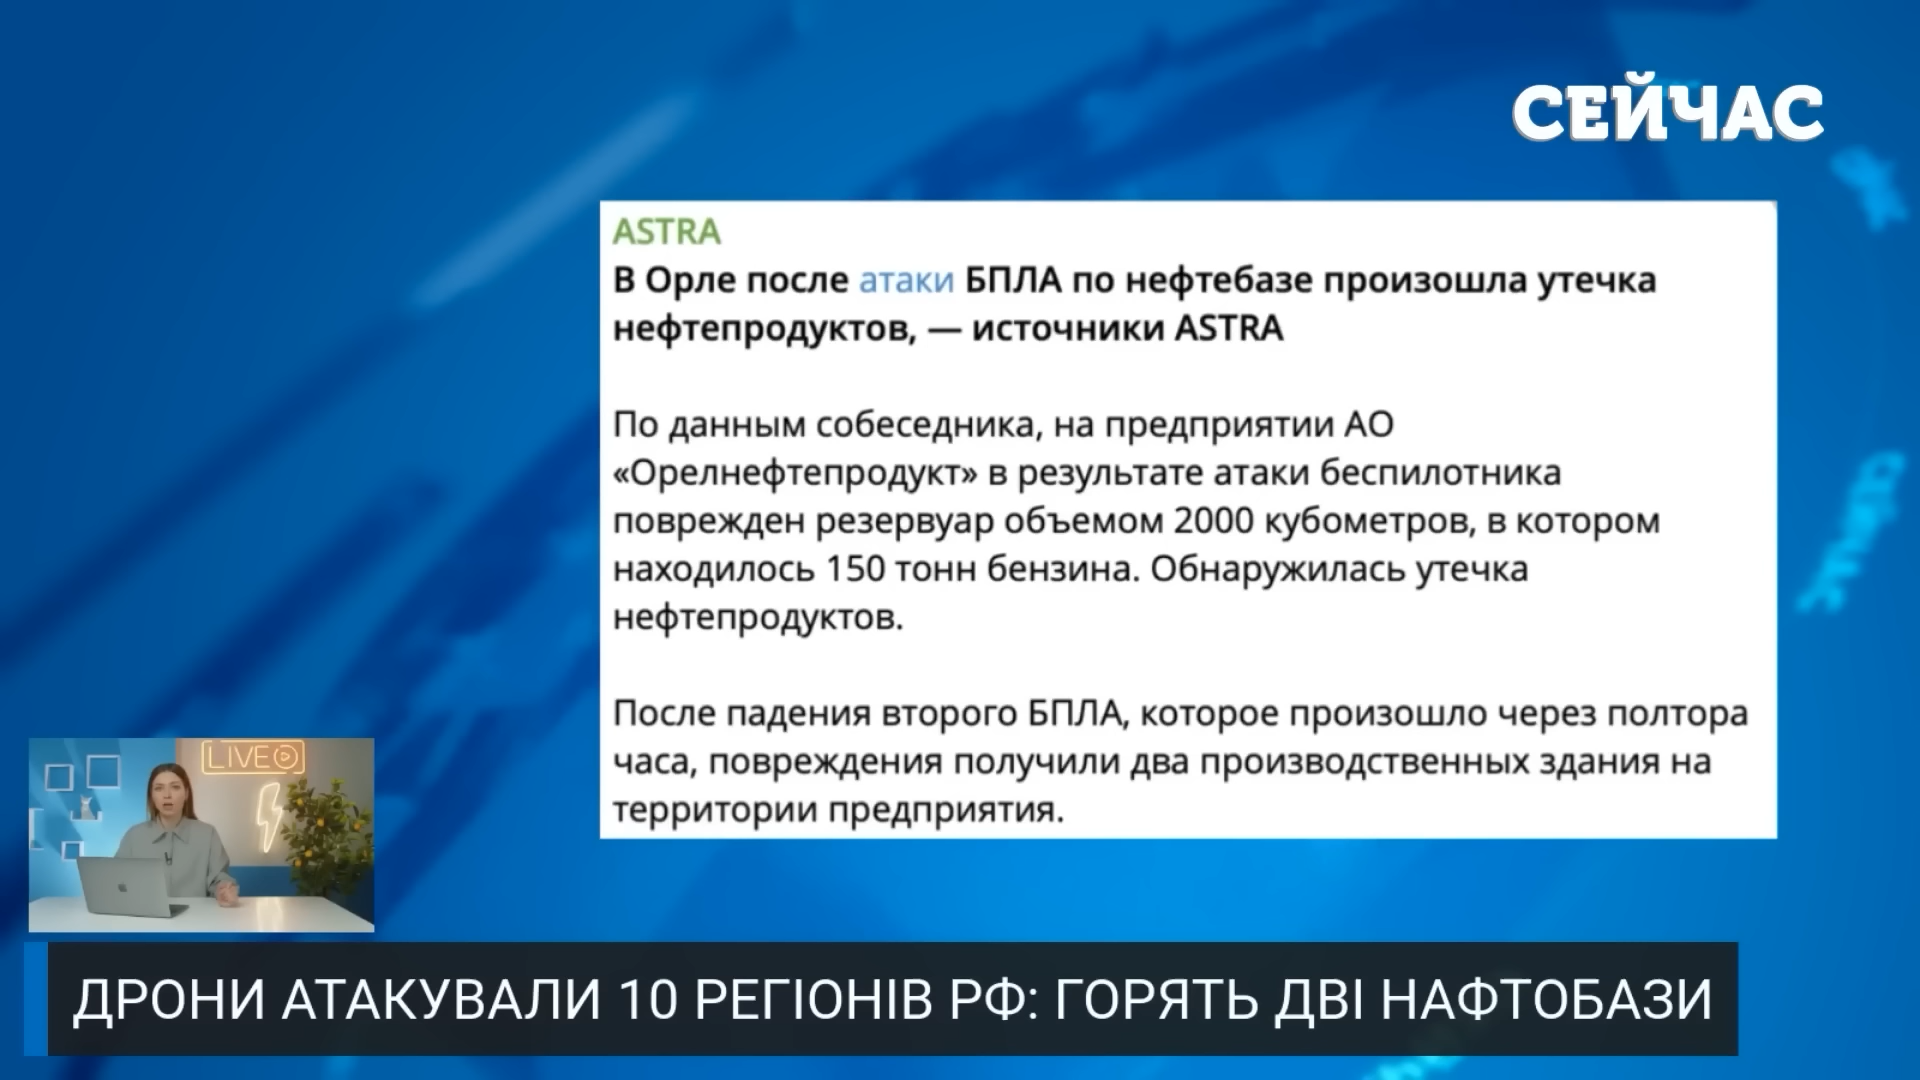 СЕЙЧАС
ASTRA
В Орле после атаки БПЛА по нефтебазе произошла утечка
нефтепродуктов, — источники ASTRA
По данным собеседника, на предприятии АО
«Орелнефтепродукт» в результате атаки беспилотника
поврежден резервуар объемом 2000 кубометров, в котором
находилось 150 тонн бензина. Обнаружилась утечка
нефтепродуктов.
После падения второго БПЛА, которое произошло через полтора
часа, повреждения получили два производственных здания на
территории предприятия.
LIVE
ДРОНИ АТАКУВАЛИ 10 РЕГІОНІВ РФ: ГОРЯТЬ ДВІ НАФТОБАЗИ